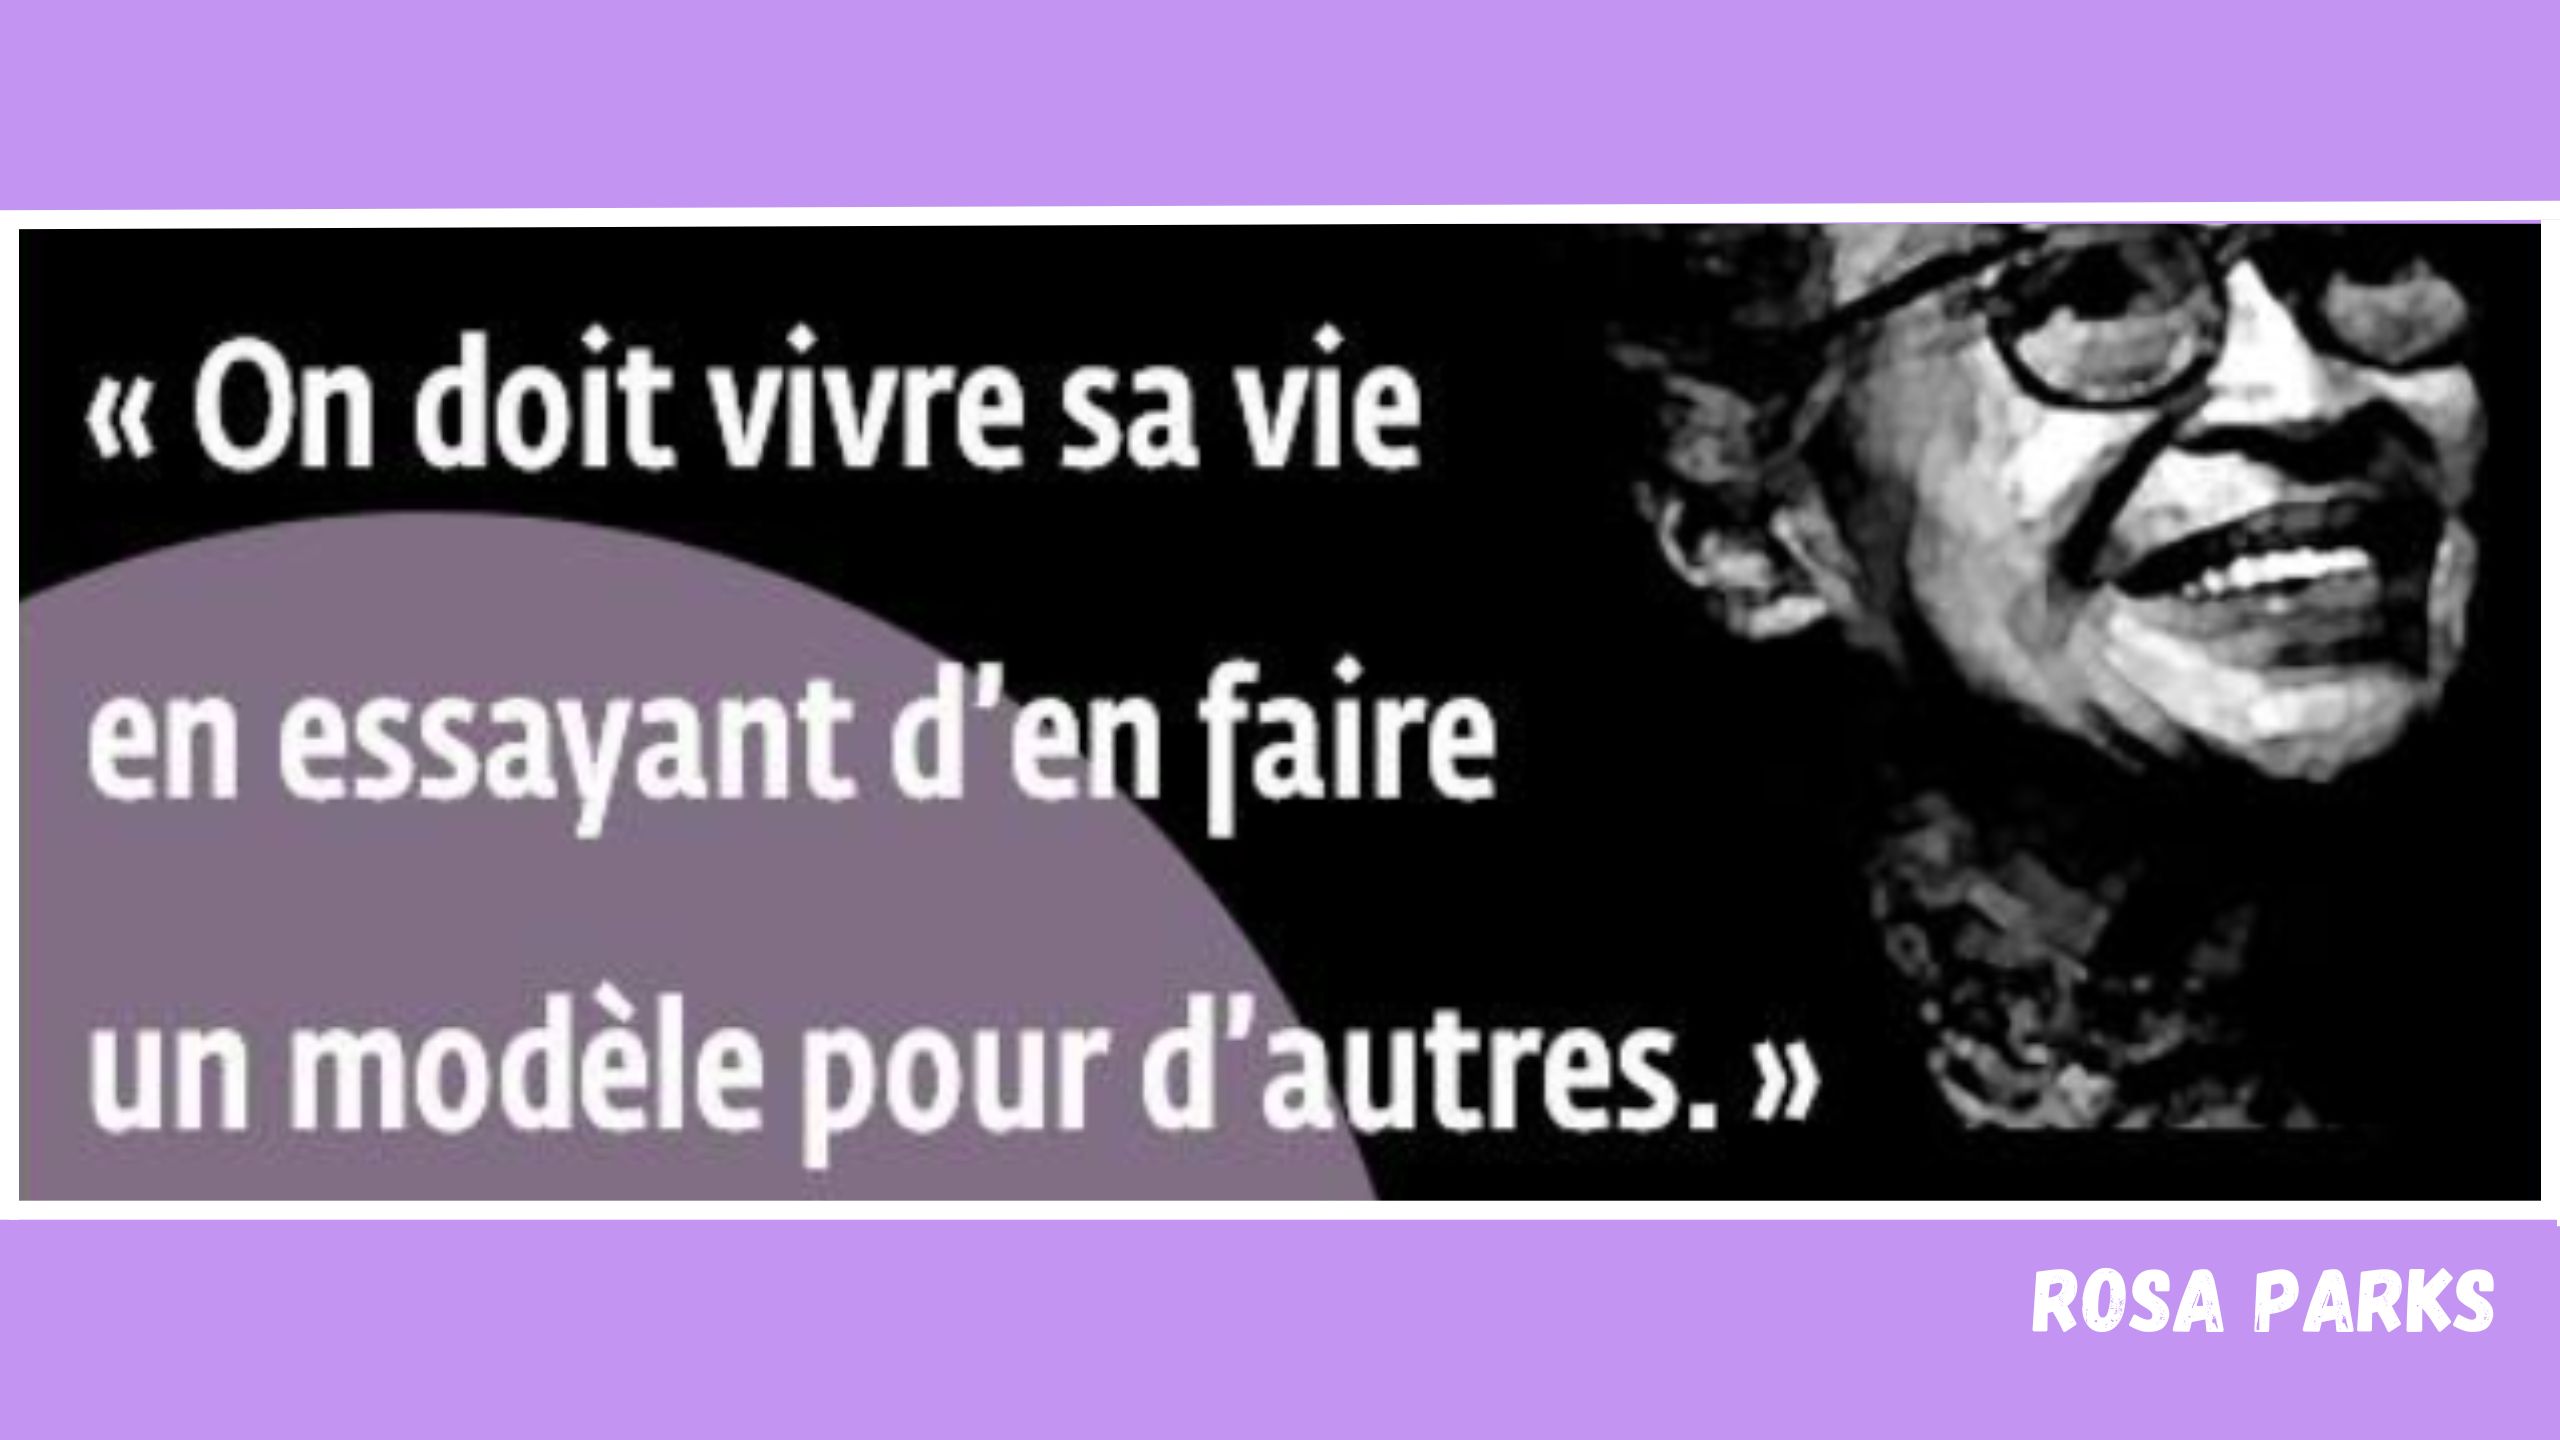 « On doit vivre sa vie
en essayant d’en faire
un modèle pour d’autres. »
ROSA PARKS